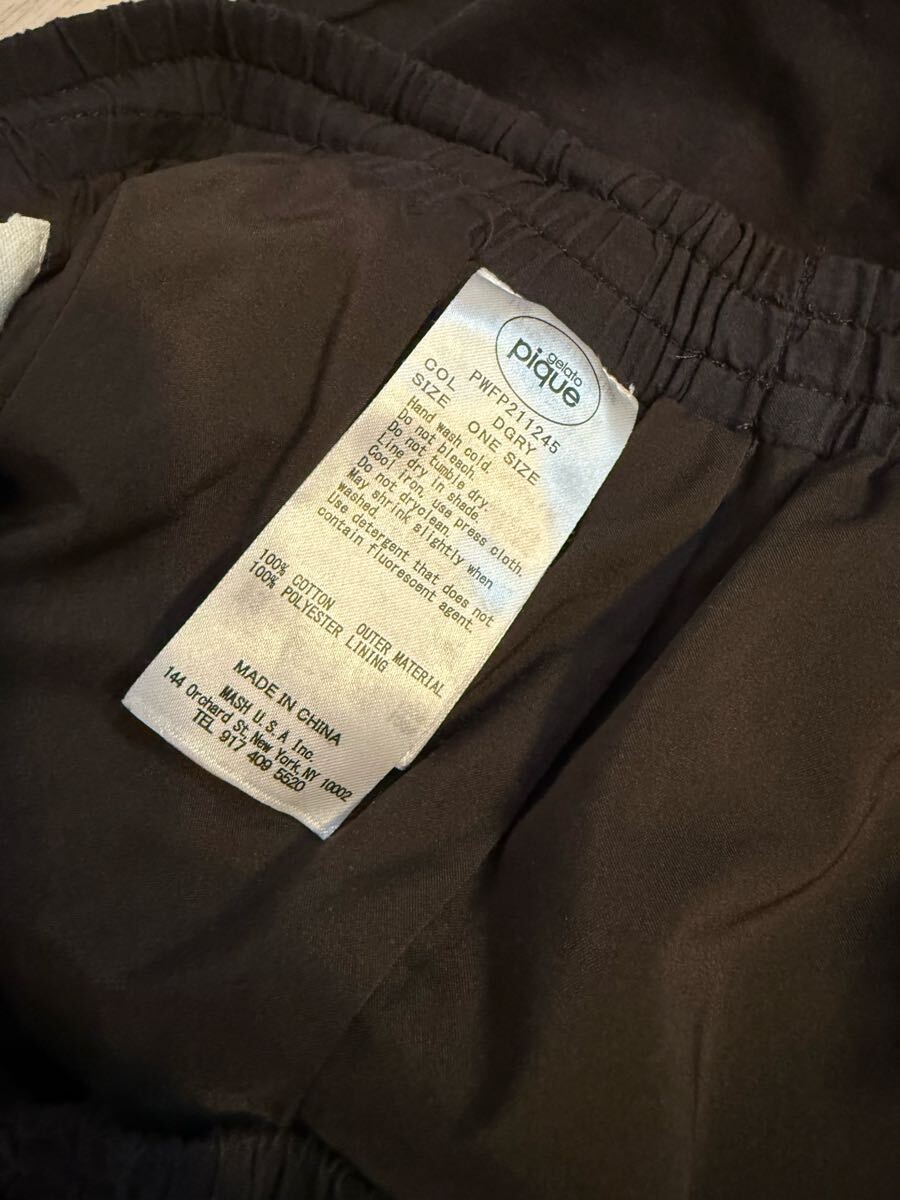 gelato
pique
PWFP211245
COL DGRY
SIZE ONE SIZE
Hand wash cold.
Do not bleach.
Do not tumble dry.
Line dry in shade.
Cool iron, use press cloth.
Do not dryclean
May shrink slightly when
washed.
Use detergent that does not
contain fluorescent agent.
100% COTTON OUTER MATERIAL
100% POLYESTER LINING
MADE IN CHINA
MASH U.S.A Inc.
144 Orchard St, New York, NY 10002
TEL 917 409 5520